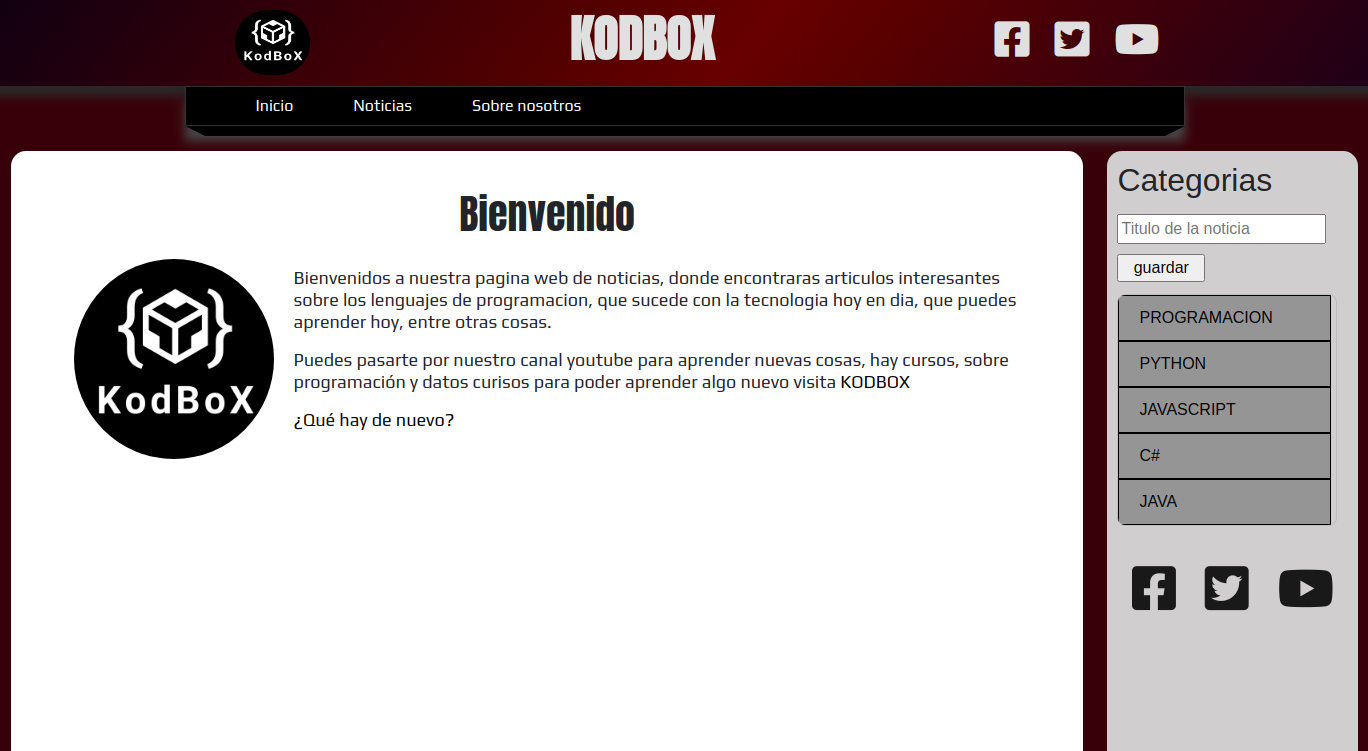 KodBoX
KODBOX
Inicio
Noticias
Sobre nosotros
Bienvenido
KodBoX
Bienvenidos a nuestra pagina web de noticias, donde encontraras articulos interesantes
sobre los lenguajes de programacion, que sucede con la tecnologia hoy en dia, que puedes
aprender hoy, entre otras cosas.
Puedes pasarte por nuestro canal youtube para aprender nuevas cosas, hay cursos, sobre
programación y datos curisos para poder aprender algo nuevo visita KODBOX
¿Qué hay de nuevo?
Categorias
Titulo de la noticia
guardar
PROGRAMACION
PYTHON
JAVASCRIPT
C#
JAVA